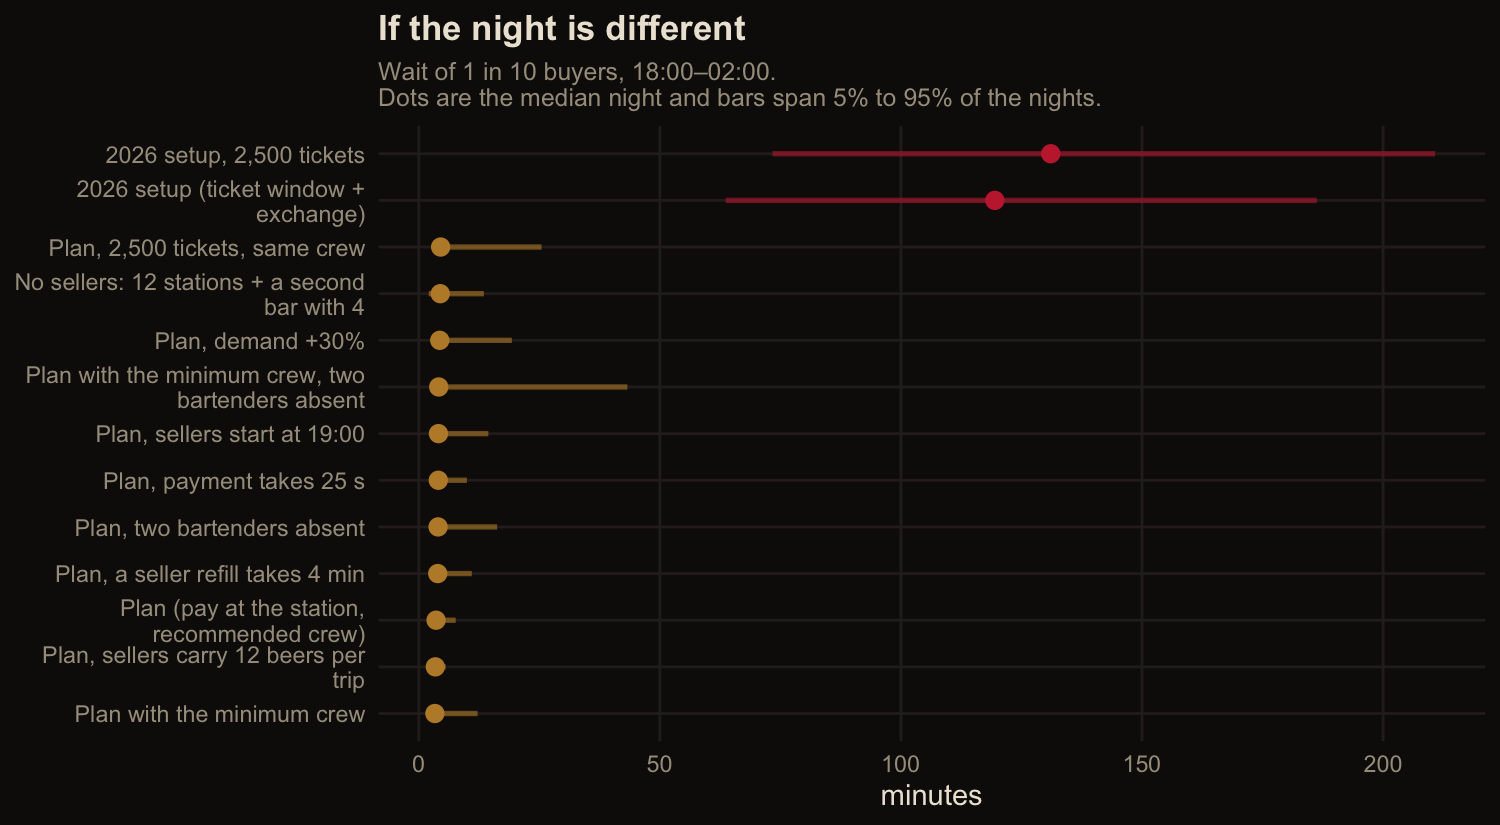 If the night is different
Wait of 1 in 10 buyers, 18:00–02:00.
Dots are the median night and bars span 5% to 95% of the nights.
2026 setup, 2,500 tickets
2026 setup (ticket window +
exchange)
Plan, 2,500 tickets, same crew
No sellers: 12 stations + a second
bar with 4
Plan, demand +30%
Plan with the minimum crew, two
bartenders absent
Plan, sellers start at 19:00
Plan, payment takes 25 s
Plan, two bartenders absent
Plan, a seller refill takes 4 min
Plan (pay at the station,
recommended crew)
Plan, sellers carry 12 beers per
trip
Plan with the minimum crew
0 50 100 150 200
minutes